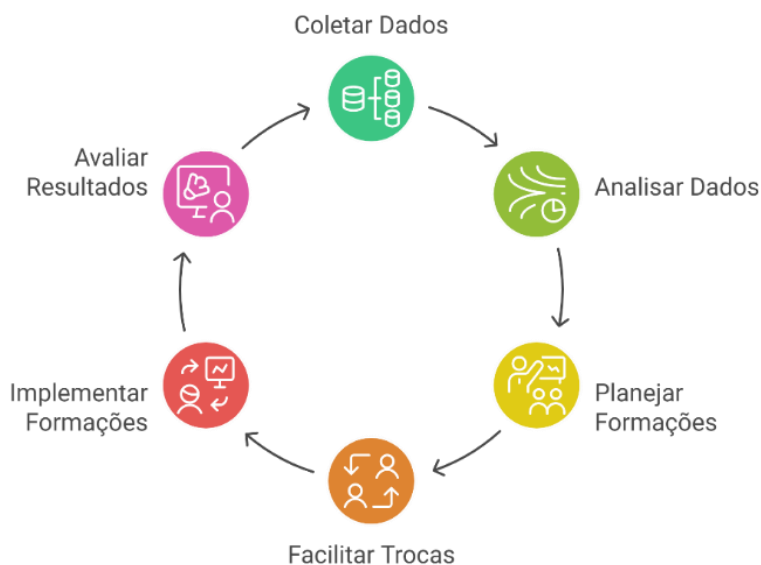 Coletar Dados
Analisar Dados
Planejar
Formações
Facilitar Trocas
Implementar
Formações
Avaliar
Resultados